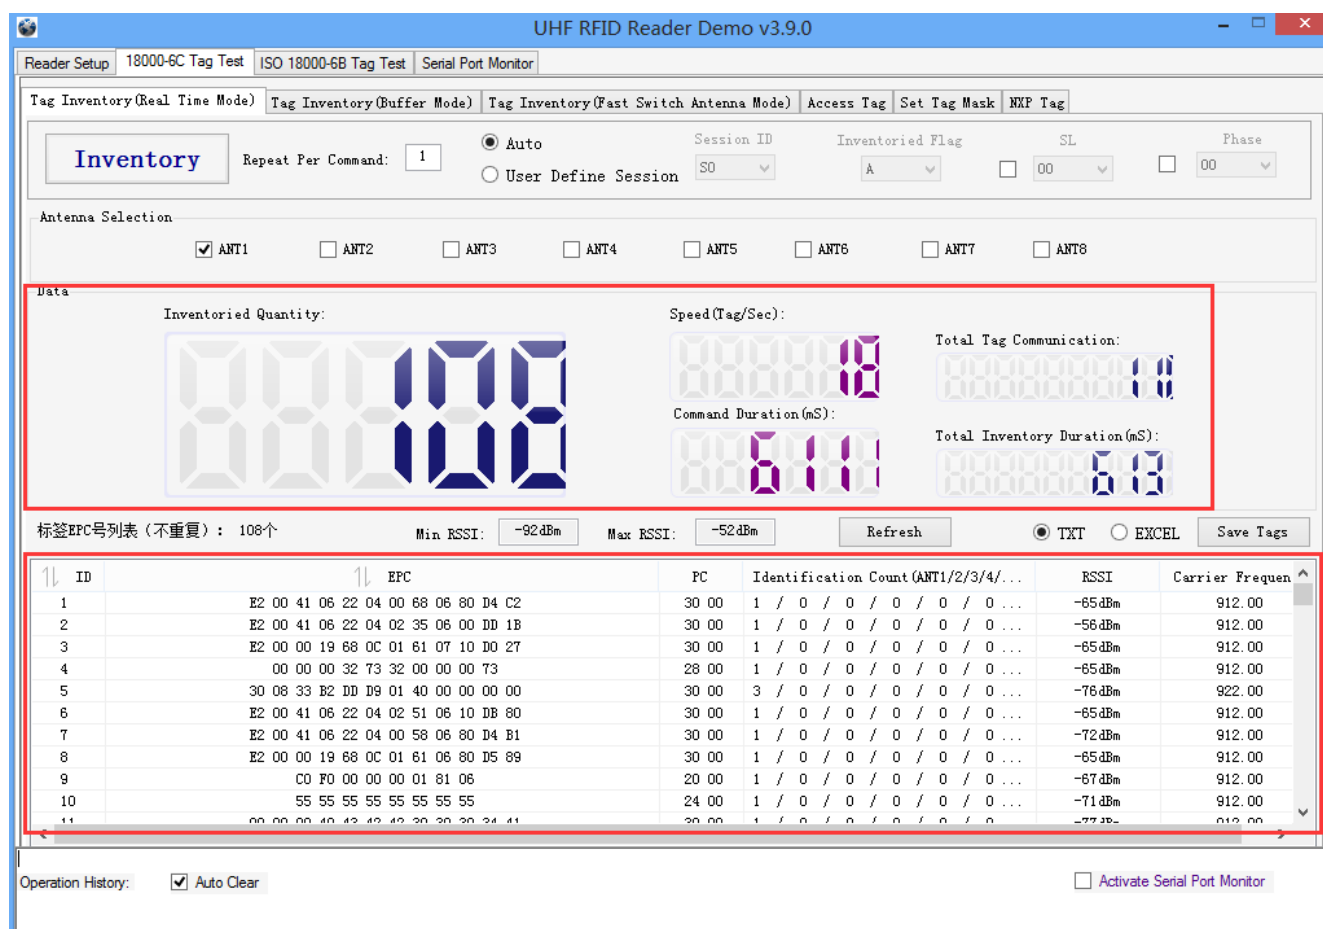 UHF RFID Reader Demo v3.9.0
Reader Setup 18000-6C Tag Test ISO 18000-6B Tag Test Serial Port Monitor
Tag Inventory(Real Time Mode) Tag Inventory(Buffer Mode) Tag Inventory(Fast Switch Antenna Mode) Access Tag Set Tag Mask NXP Tag
Inventory Repeat Per Command: 1 Auto User Define Session
Session ID Inventoried Flag SL Phase
S0 A 00 00
Antenna Selection
ANT1 ANT2 ANT3 ANT4 ANT5 ANT6 ANT7 ANT8
Data
Inventoried Quantity: Speed(Tag/Sec):
Total Tag Communication:
18
Command Duration(mS):
Total Inventory Duration(mS):
613
标签EPC号列表（不重复）： 108个 Min RSSI: -92dBm Max RSSI: -52dBm Refresh TXT EXCEL Save Tags
ID EPC PC Identification Count(ANT1/2/3/4/... RSSI Carrier Frequen
1 E2 00 41 06 22 04 00 68 06 80 D4 C2 30 00 1 / 0 / 0 / 0 / 0 / 0 ... -65dBm 912.00
2 E2 00 41 06 22 04 02 35 06 00 DD 1B 30 00 1 / 0 / 0 / 0 / 0 / 0 ... -56dBm 912.00
3 E2 00 00 19 68 0C 01 61 07 10 D0 27 30 00 1 / 0 / 0 / 0 / 0 / 0 ... -65dBm 912.00
4 00 00 00 32 73 32 00 00 00 73 28 00 1 / 0 / 0 / 0 / 0 / 0 ... -65dBm 912.00
5 30 08 33 B2 DD D9 01 40 00 00 00 00 30 00 3 / 0 / 0 / 0 / 0 / 0 ... -76dBm 922.00
6 E2 00 41 06 22 04 02 51 06 10 DB 80 30 00 1 / 0 / 0 / 0 / 0 / 0 ... -65dBm 912.00
7 E2 00 41 06 22 04 00 58 06 80 D4 B1 30 00 1 / 0 / 0 / 0 / 0 / 0 ... -72dBm 912.00
8 E2 00 00 19 68 0C 01 61 06 80 D5 89 30 00 1 / 0 / 0 / 0 / 0 / 0 ... -65dBm 912.00
9 C0 F0 00 00 00 01 81 06 20 00 1 / 0 / 0 / 0 / 0 / 0 ... -67dBm 912.00
10 55 55 55 55 55 55 55 55 24 00 1 / 0 / 0 / 0 / 0 / 0 ... -71dBm 912.00
Operation History: Auto Clear Activate Serial Port Monitor